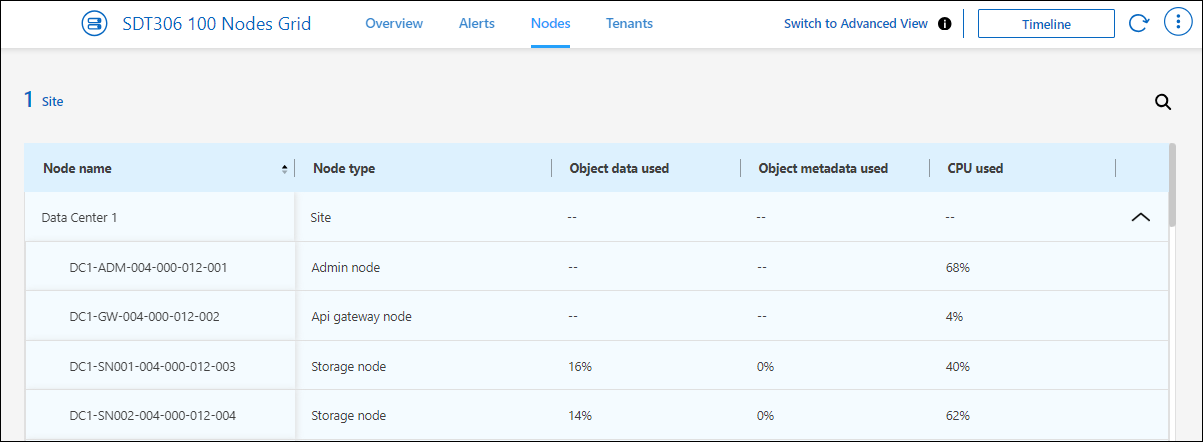 SDT306 100 Nodes Grid Overview Alerts Nodes Tenants Switch to Advanced View Timeline
1 Site
Node name Node type Object data used Object metadata used CPU used
Data Center 1 Site -- -- --
DC1-ADM-004-000-012-001 Admin node -- -- 68%
DC1-GW-004-000-012-002 Api gateway node -- -- 4%
DC1-SN001-004-000-012-003 Storage node 16% 0% 40%
DC1-SN002-004-000-012-004 Storage node 14% 0% 62%